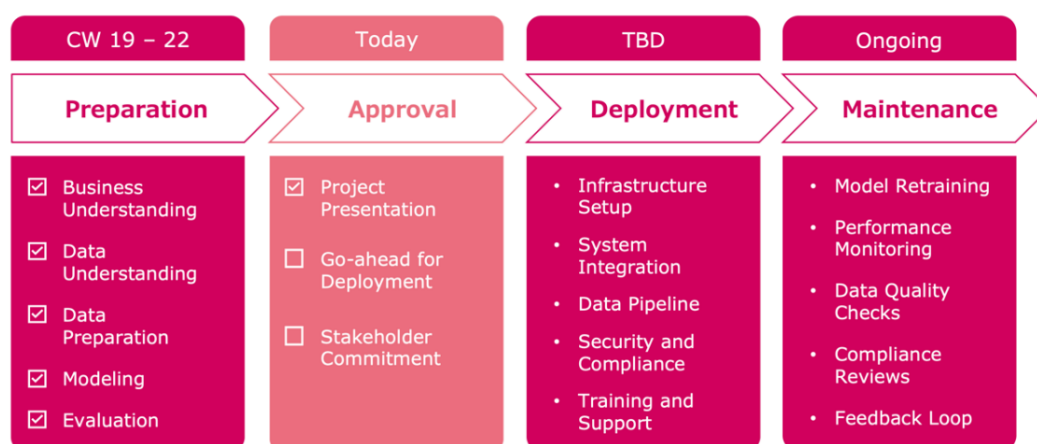 CW 19 – 22
Today
TBD
Ongoing
Preparation
Approval
Deployment
Maintenance
Business
Understanding
Data
Understanding
Data
Preparation
Modeling
Evaluation
Project
Presentation
Go-ahead for
Deployment
Stakeholder
Commitment
Infrastructure
Setup
System
Integration
Data Pipeline
Security and
Compliance
Training and
Support
Model Retraining
Performance
Monitoring
Data Quality
Checks
Compliance
Reviews
Feedback Loop